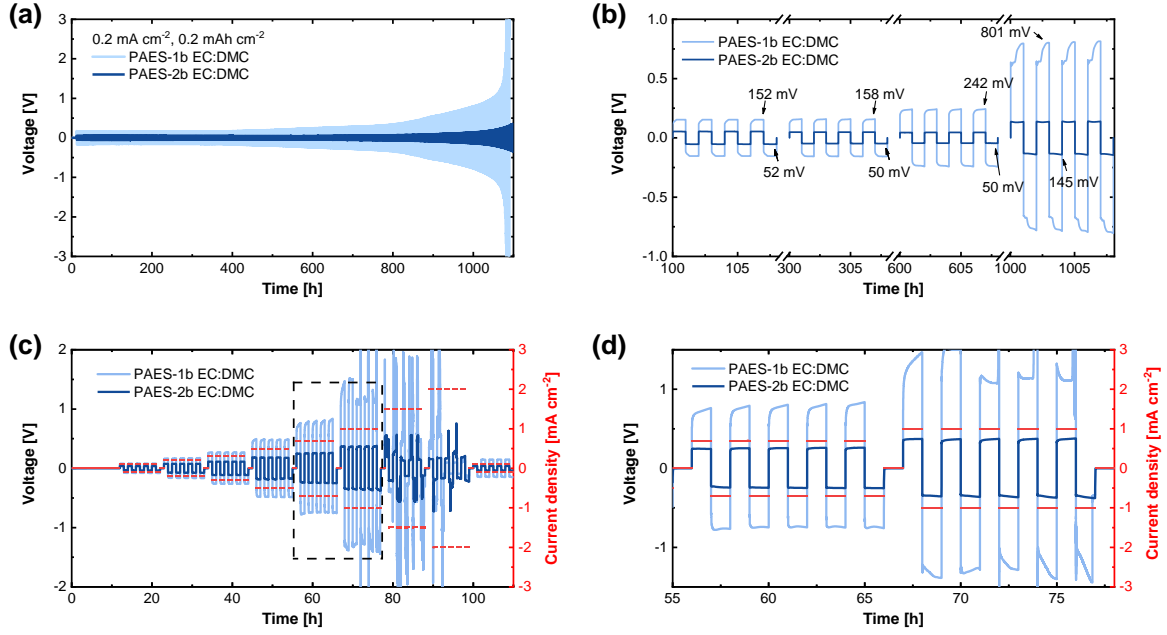 (a)
0.2 mA cm⁻², 0.2 mAh cm⁻²
PAES-1b EC:DMC
PAES-2b EC:DMC
Voltage [V]
3
2
1
0
-1
-2
-3
0 200 400 600 800 1000
Time [h]
(b)
PAES-1b EC:DMC
PAES-2b EC:DMC
801 mV
152 mV
158 mV
242 mV
52 mV
50 mV
50 mV
145 mV
Voltage [V]
1.0
0.5
0.0
-0.5
-1.0
100 105 300 305 600 605 1000 1005
Time [h]
(c)
PAES-1b EC:DMC
PAES-2b EC:DMC
Voltage [V]
2
1
0
-1
-2
0 20 40 60 80 100
Time [h]
3
2
1
0
-1
-2
-3
Current density [mA cm⁻²]
(d)
PAES-1b EC:DMC
PAES-2b EC:DMC
Voltage [V]
1
0
-1
55 60 65 70 75
Time [h]
3
2
1
0
-1
-2
-3
Current density [mA cm⁻²]